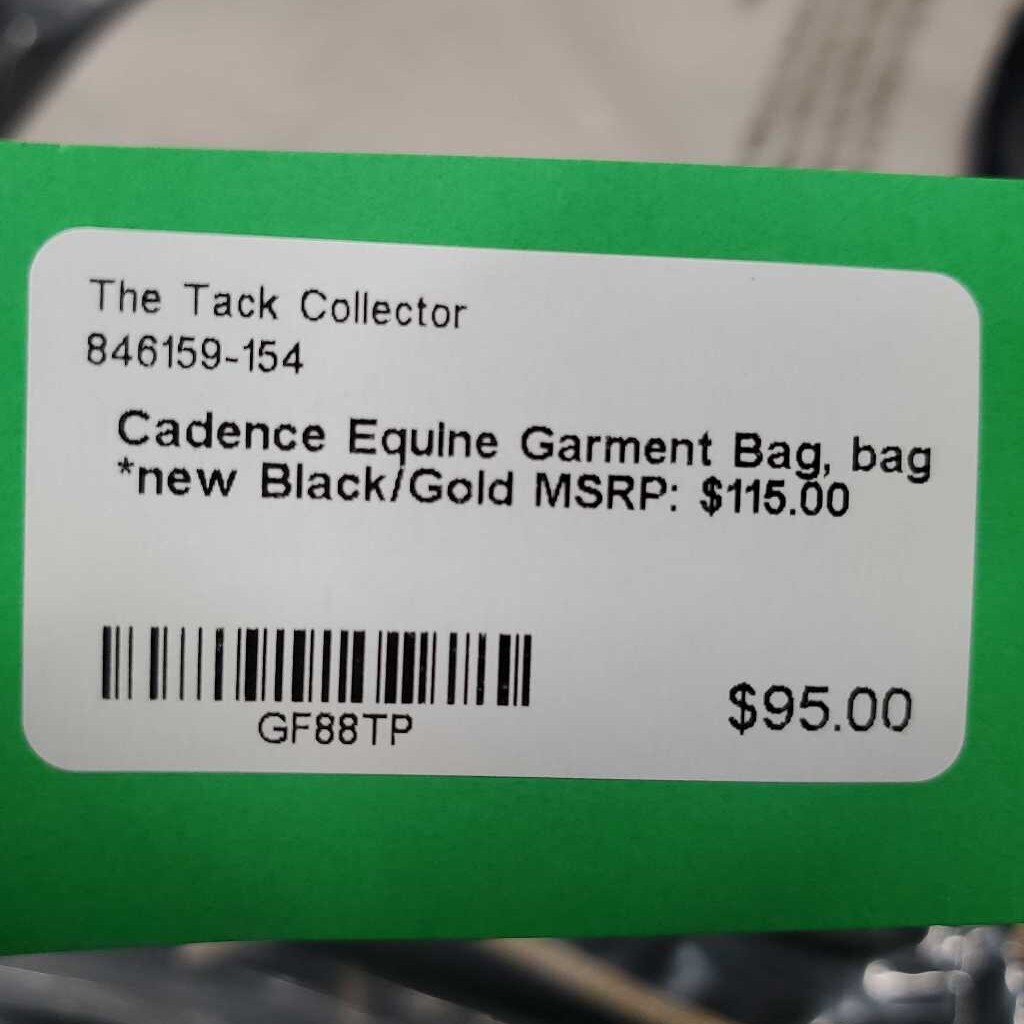 The Tack Collector
846159-154
Cadence Equine Garment Bag, bag
*new Black/Gold MSRP: $115.00
GF88TP
$95.00